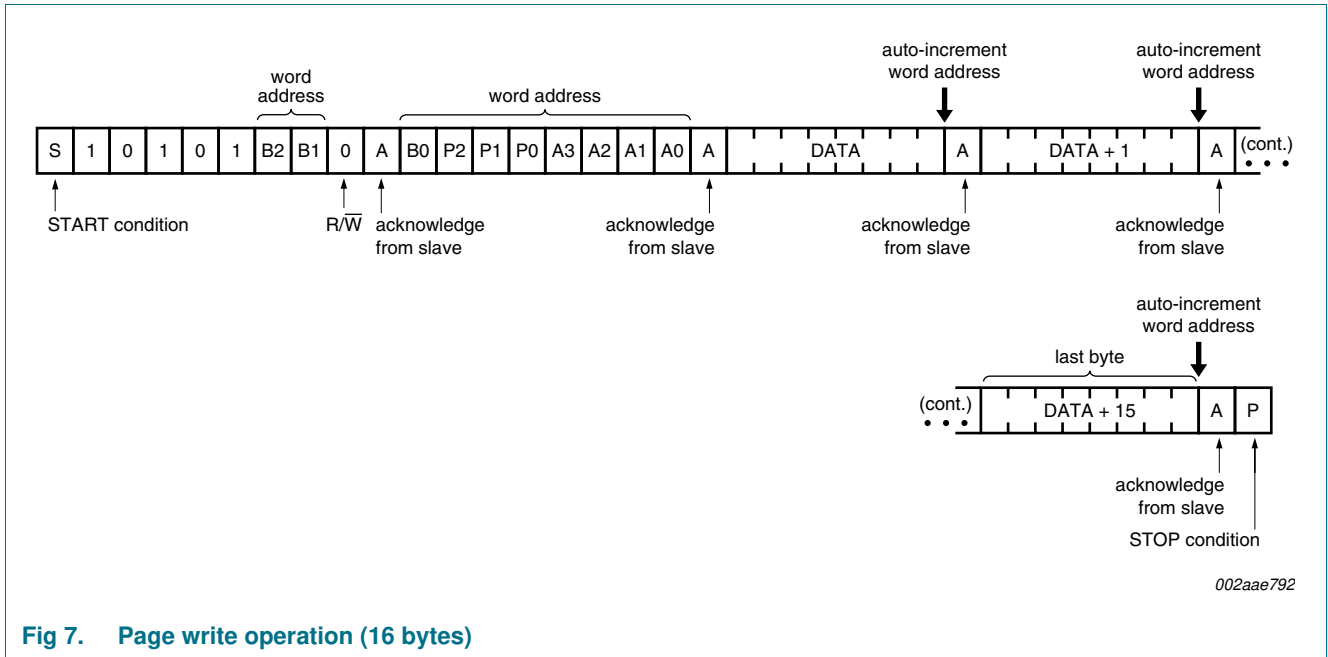 auto-increment
word address
auto-increment
word address
word
address
word address
S 1 0 1 0 1 B2 B1 0 A B0 P2 P1 P0 A3 A2 A1 A0 A DATA A DATA + 1 A (cont.)
START condition
R/W̅
acknowledge
from slave
acknowledge
from slave
acknowledge
from slave
acknowledge
from slave
auto-increment
word address
last byte
(cont.) DATA + 15 A P
acknowledge
from slave
STOP condition
002aae792
Fig 7. Page write operation (16 bytes)